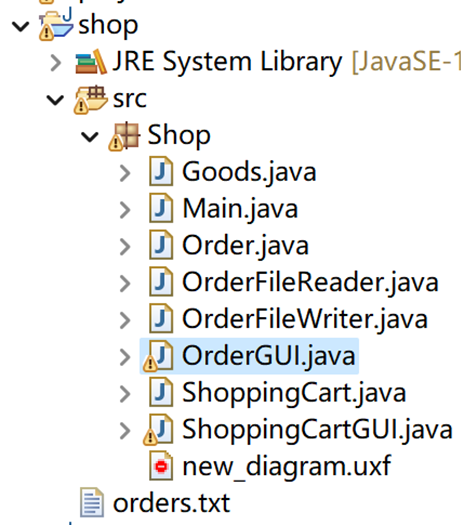 shop
JRE System Library [JavaSE-1
src
Shop
Goods.java
Main.java
Order.java
OrderFileReader.java
OrderFileWriter.java
OrderGUI.java
ShoppingCart.java
ShoppingCartGUI.java
new_diagram.uxf
orders.txt